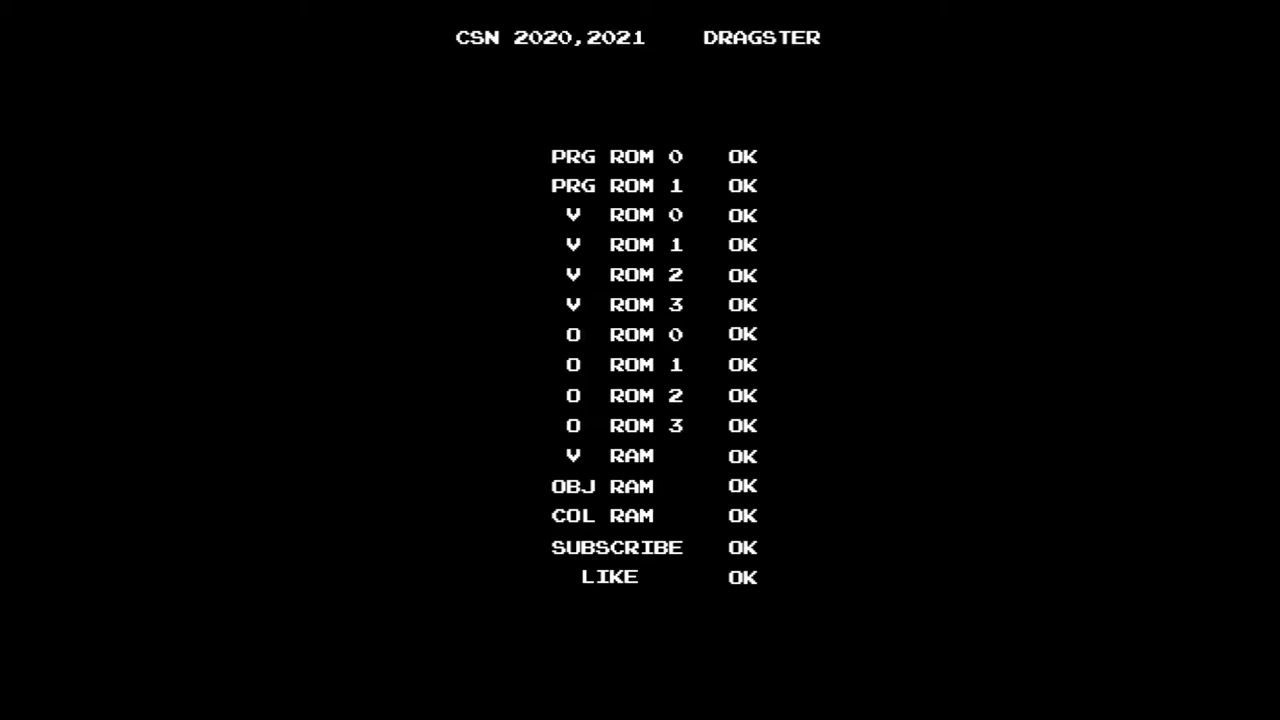 CSN 2020,2021 DRAGSTER
PRG ROM 0 OK
PRG ROM 1 OK
V ROM 0 OK
V ROM 1 OK
V ROM 2 OK
V ROM 3 OK
O ROM 0 OK
O ROM 1 OK
O ROM 2 OK
O ROM 3 OK
V RAM OK
OBJ RAM OK
COL RAM OK
SUBSCRIBE OK
LIKE OK